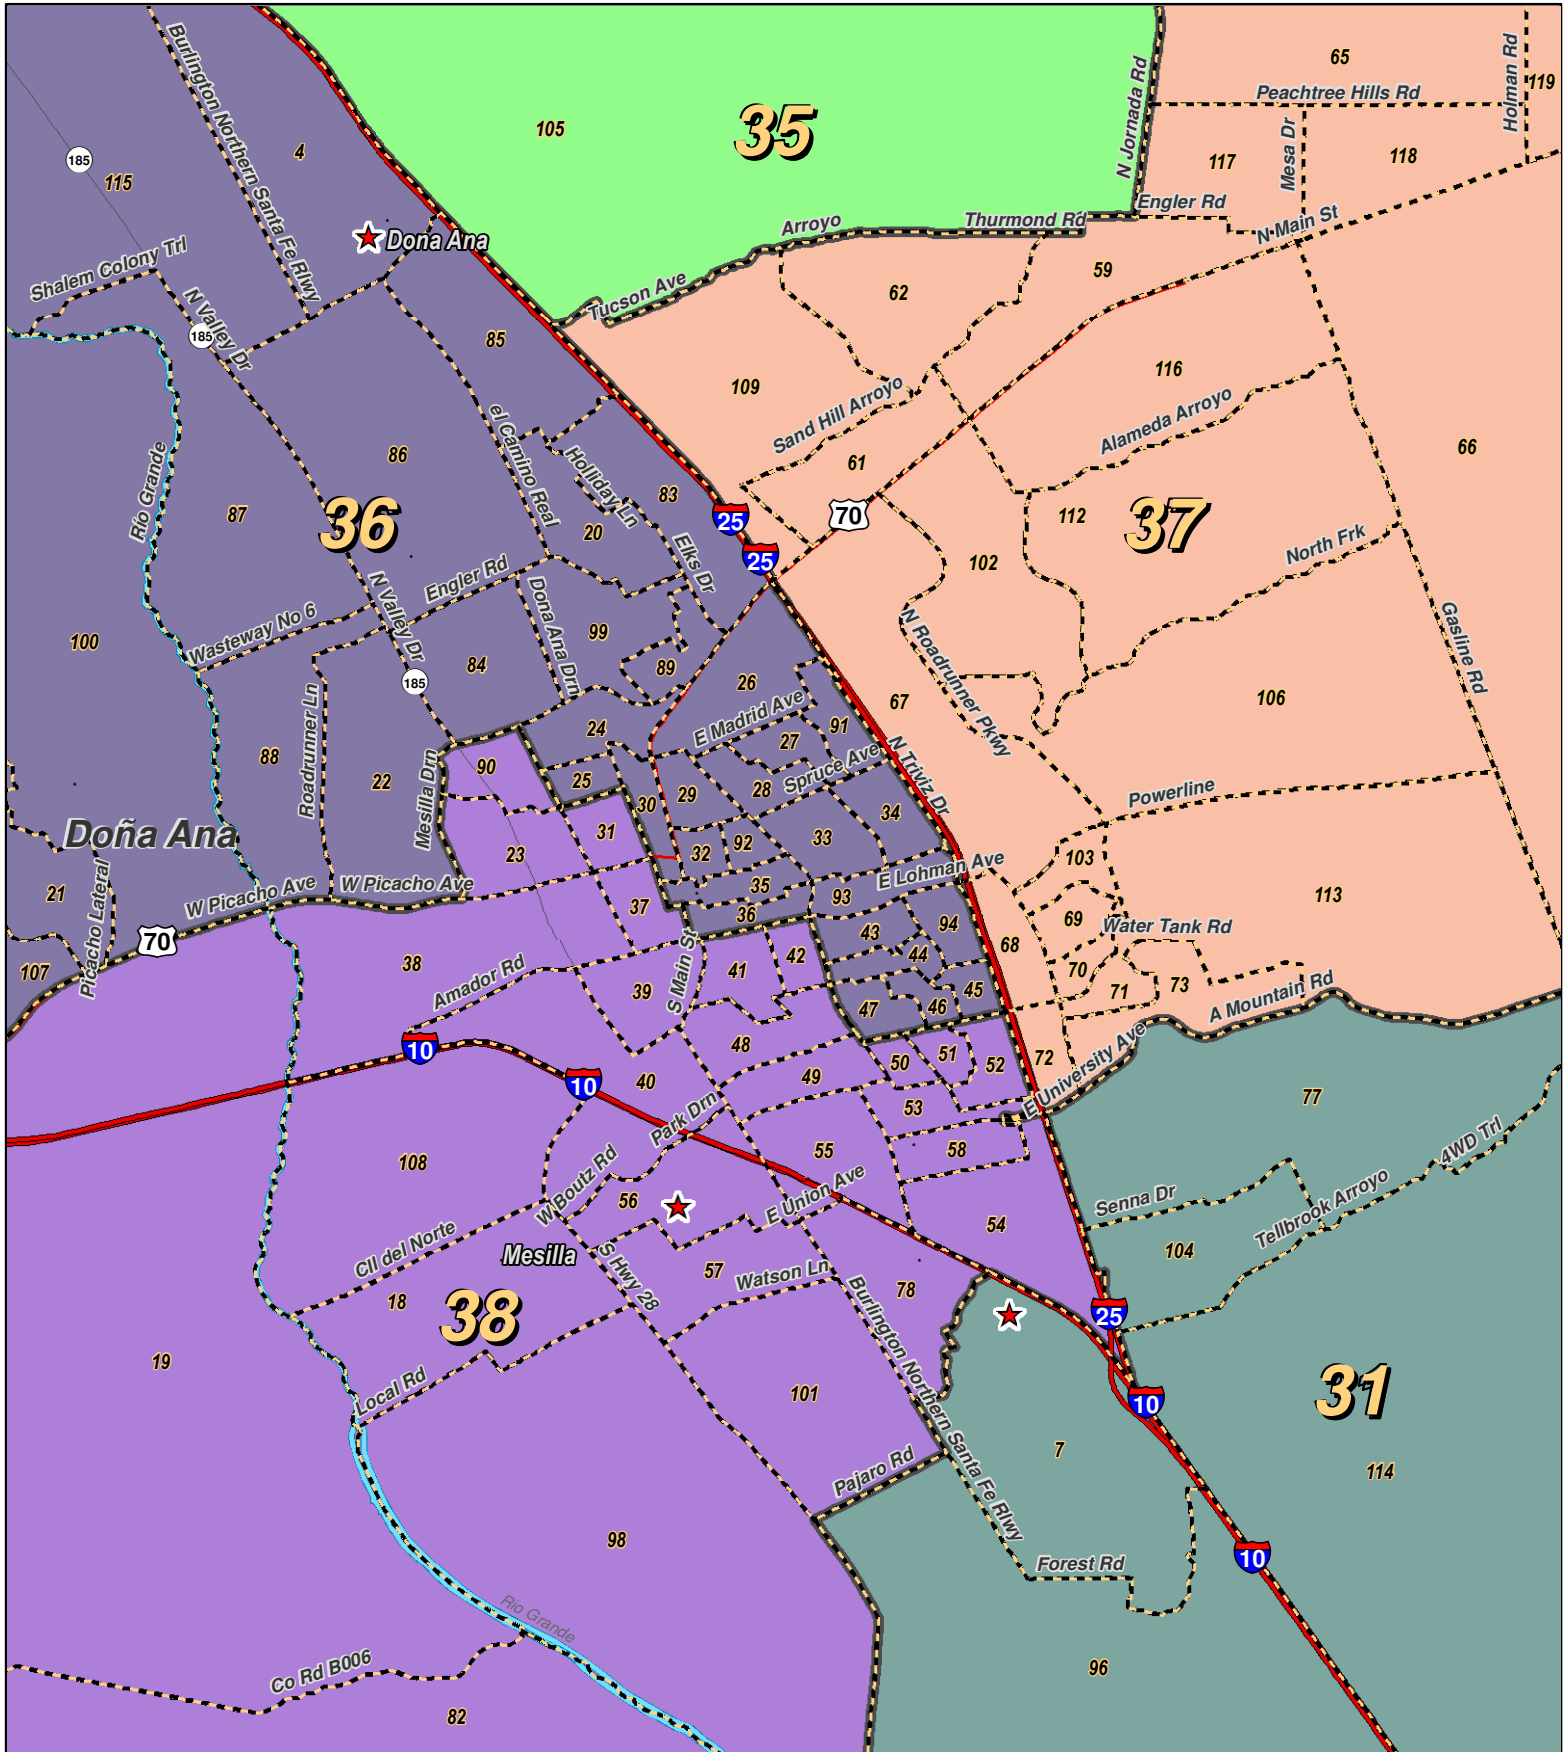 65
Holman Rd
119
Peachtree Hills Rd
N Jornada Rd
Burlington Northern Santa Fe Rlwy
105
35
4
117
Mesa Dr
118
185
115
Engler Rd
Thurmond Rd
Arroyo
N Main St
Dona Ana
Shalem Colony Trl
59
Tucson Ave
62
N Valley Dr
185
85
116
109
Sand Hill Arroyo
Alameda Arroyo
66
86
61
el Camino Real
Holliday Ln
83
Rio Grande
87
36
20
25
70
112
37
North Frk
25
102
Elks Dr
Engler Rd
N Valley Dr
Dona Ana Drn
Wasteway No 6
100
99
N Roadrunner Pkwy
Gasline Rd
84
89
185
26
67
106
Roadrunner Ln
E Madrid Ave
91
24
27
N Triviz Dr
88
22
Mesilla Drn
90
25
Spruce Ave
28
29
30
Powerline
34
Doña Ana
31
33
92
32
23
103
E Lohman Ave
21
Picacho Lateral
W Picacho Ave
W Picacho Ave
35
93
113
37
36
69
Water Tank Rd
94
43
70
68
44
42
38
41
107
Amador Rd
70
73
71
45
39
S Main St
46
47
A Mountain Rd
10
48
51
50
52
72
E University Ave
40
10
49
77
Park Drn
53
4WD Trl
55
58
108
W Boutz Rd
56
E Union Ave
Senna Dr
Tellbrook Arroyo
54
Cll del Norte
Mesilla
104
57
S Hwy 28
Watson Ln
78
18
38
25
Burlington Northern Santa Fe Rlwy
19
Local Rd
101
10
31
7
114
Pajaro Rd
98
Forest Rd
10
Rio Grande
Co Rd B006
96
82